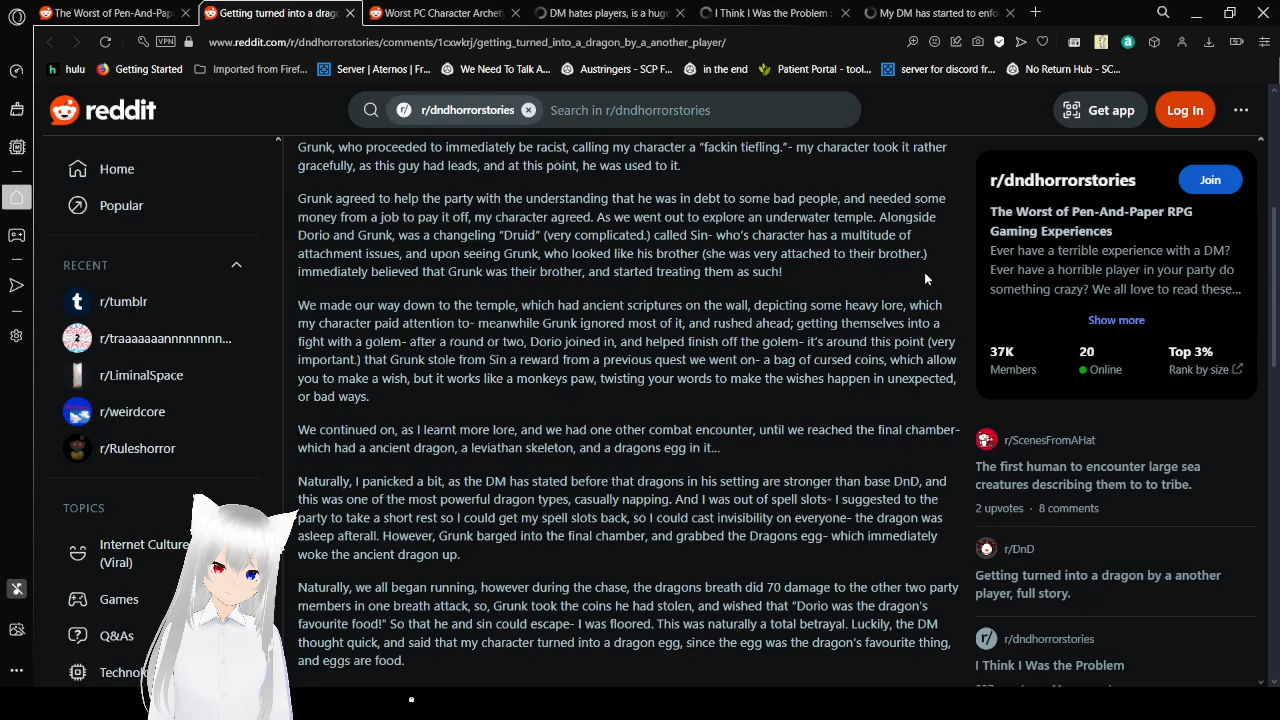 The Worst of Pen-And-Pape
Getting turned into a drag
Worst PC Character Archet
DM hates players, is a hug
I Think I Was the Problem
My DM has started to enfo
VPN
www.reddit.com/r/dndhorrorstories/comments/1cxwkrj/getting_turned_into_a_dragon_by_a_another_player/
hulu
Getting Started
Imported from Firef...
Server | Aternos | Fr...
We Need To Talk A...
Austringers - SCP F...
in the end
Patient Portal - tool...
server for discord fr...
No Return Hub - SC...
reddit
r/dndhorrorstories
Search in r/dndhorrorstories
Get app
Log In
Home
Popular
RECENT
r/tumblr
r/traaaaaaannnnnnnn...
r/LiminalSpace
r/weirdcore
r/Ruleshorror
TOPICS
Internet Culture
(Viral)
Games
Q&As
Technolo
Grunk, who proceeded to immediately be racist, calling my character a “fackin tiefling.”- my character took it rather
gracefully, as this guy had leads, and at this point, he was used to it.
Grunk agreed to help the party with the understanding that he was in debt to some bad people, and needed some
money from a job to pay it off, my character agreed. As we went out to explore an underwater temple. Alongside
Dorio and Grunk, was a changeling “Druid” (very complicated.) called Sin- who’s character has a multitude of
attachment issues, and upon seeing Grunk, who looked like his brother (she was very attached to their brother.)
immediately believed that Grunk was their brother, and started treating them as such!
We made our way down to the temple, which had ancient scriptures on the wall, depicting some heavy lore, which
my character paid attention to- meanwhile Grunk ignored most of it, and rushed ahead; getting themselves into a
fight with a golem- after a round or two, Dorio joined in, and helped finish off the golem- it’s around this point (very
important.) that Grunk stole from Sin a reward from a previous quest we went on- a bag of cursed coins, which allow
you to make a wish, but it works like a monkeys paw, twisting your words to make the wishes happen in unexpected,
or bad ways.
We continued on, as I learnt more lore, and we had one other combat encounter, until we reached the final chamber-
which had a ancient dragon, a leviathan skeleton, and a dragons egg in it...
Naturally, I panicked a bit, as the DM has stated before that dragons in his setting are stronger than base DnD, and
this was one of the most powerful dragon types, casually napping. And I was out of spell slots- I suggested to the
party to take a short rest so I could get my spell slots back, so I could cast invisibility on everyone- the dragon was
asleep afterall. However, Grunk barged into the final chamber, and grabbed the Dragons egg- which immediately
woke the ancient dragon up.
Naturally, we all began running, however during the chase, the dragons breath did 70 damage to the other two party
members in one breath attack, so, Grunk took the coins he had stolen, and wished that “Dorio was the dragon’s
favourite food!” So that he and sin could escape- I was floored. This was naturally a total betrayal. Luckily, the DM
thought quick, and said that my character turned into a dragon egg, since the egg was the dragon’s favourite thing,
and eggs are food.
r/dndhorrorstories
Join
The Worst of Pen-And-Paper RPG
Gaming Experiences
Ever have a terrible experience with a DM?
Ever have a horrible player in your party do
something crazy? We all love to read these...
Show more
37K
Members
20
Online
Top 3%
Rank by size
r/ScenesFromAHat
The first human to encounter large sea
creatures describing them to to tribe.
2 upvotes · 8 comments
r/DnD
Getting turned into a dragon by a another
player, full story.
r/dndhorrorstories
I Think I Was the Problem